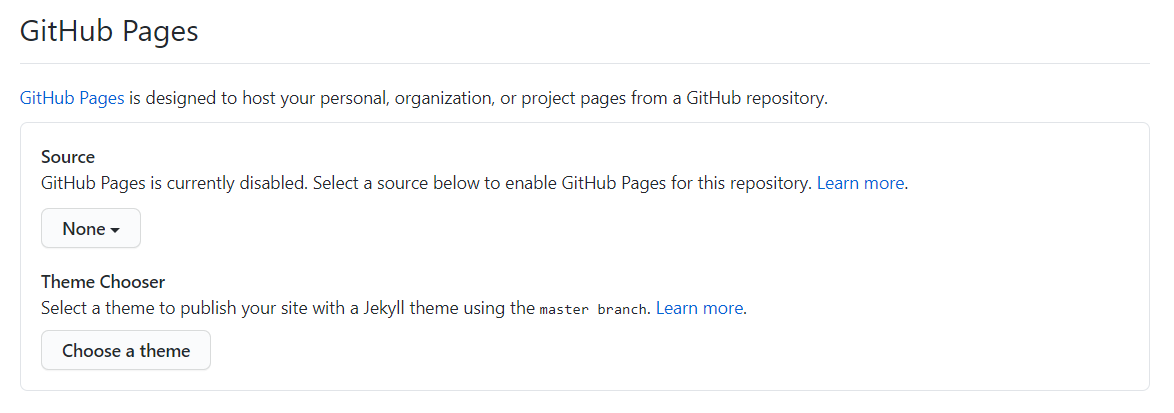 GitHub Pages
GitHub Pages is designed to host your personal, organization, or project pages from a GitHub repository.
Source
GitHub Pages is currently disabled. Select a source below to enable GitHub Pages for this repository. Learn more.
None
Theme Chooser
Select a theme to publish your site with a Jekyll theme using the master branch. Learn more.
Choose a theme